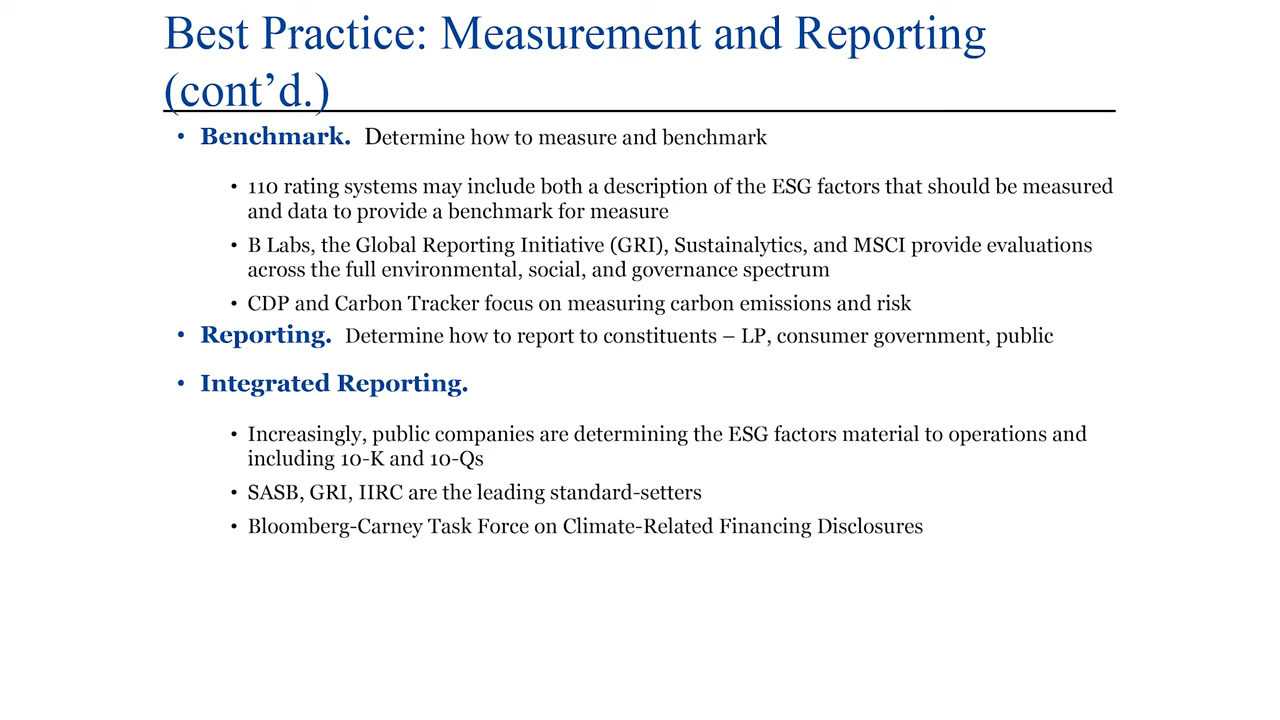 Best Practice: Measurement and Reporting
(cont’d.)
• Benchmark. Determine how to measure and benchmark
• 110 rating systems may include both a description of the ESG factors that should be measured
and data to provide a benchmark for measure
• B Labs, the Global Reporting Initiative (GRI), Sustainalytics, and MSCI provide evaluations
across the full environmental, social, and governance spectrum
• CDP and Carbon Tracker focus on measuring carbon emissions and risk
• Reporting. Determine how to report to constituents – LP, consumer government, public
• Integrated Reporting.
• Increasingly, public companies are determining the ESG factors material to operations and
including 10-K and 10-Qs
• SASB, GRI, IIRC are the leading standard-setters
• Bloomberg-Carney Task Force on Climate-Related Financing Disclosures